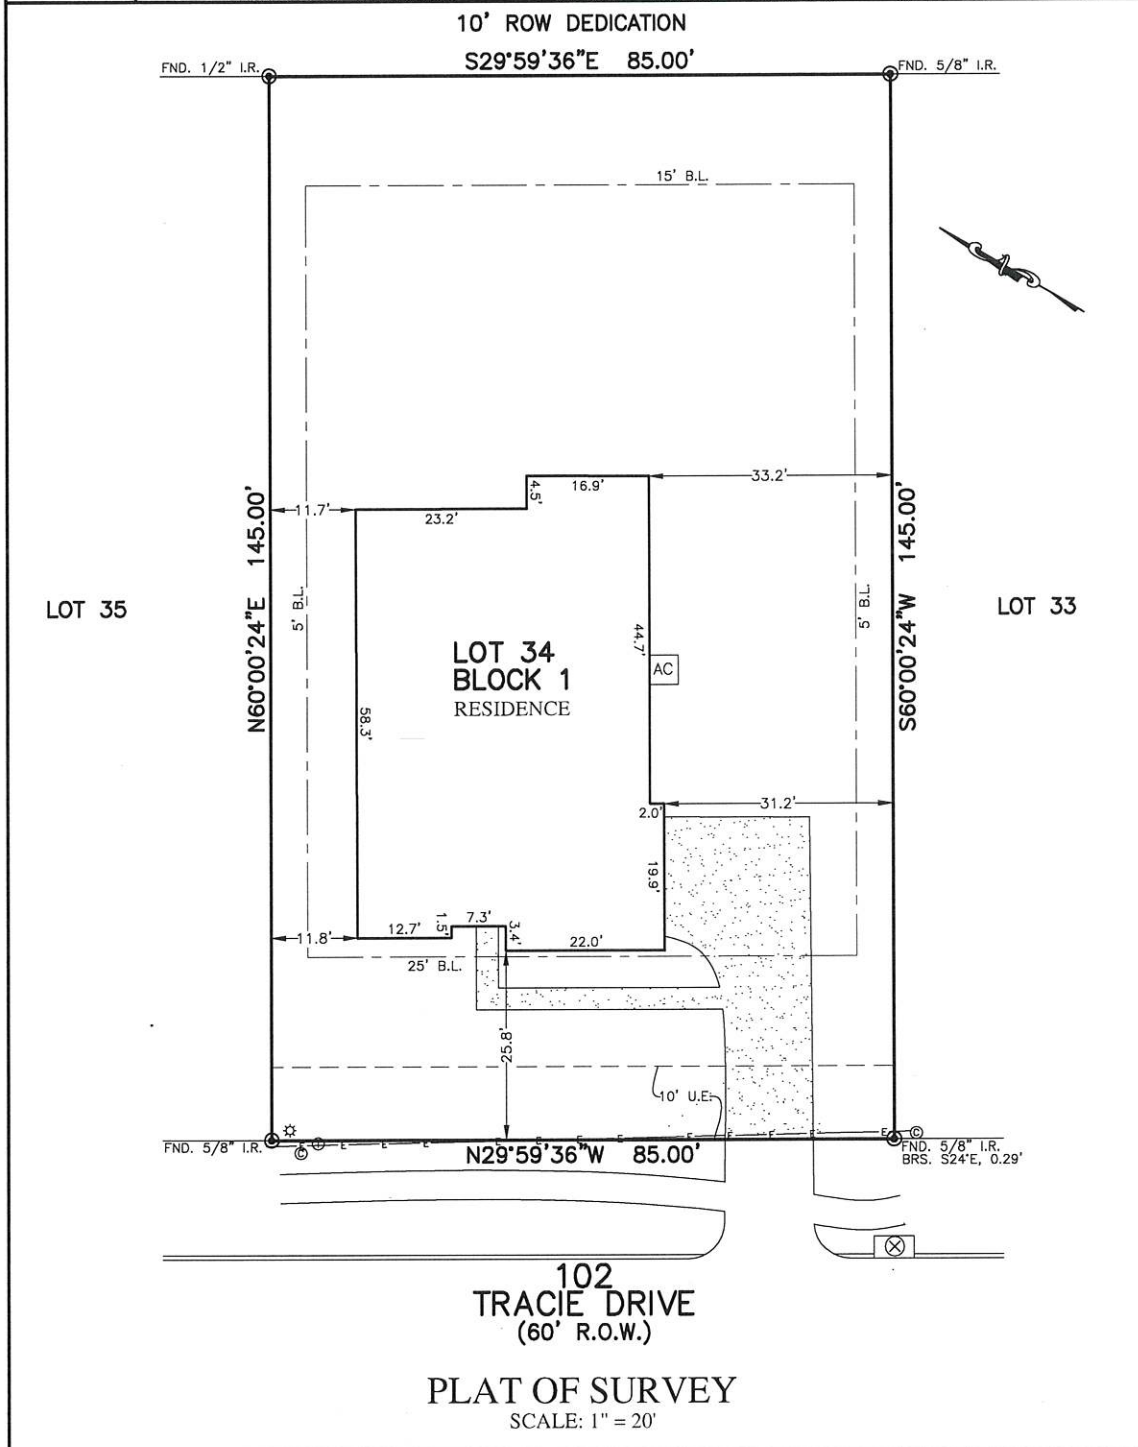 10' ROW DEDICATION
S29°59'36"E 85.00'
FND. 1/2" I.R.
FND. 5/8" I.R.
15' B.L.
33.2'
16.9'
4.5'
11.7'
23.2'
N60°00'24"E 145.00'
S60°00'24"W 145.00'
LOT 35
5' B.L.
5' B.L.
LOT 33
44.7'
LOT 34
BLOCK 1
RESIDENCE
AC
58.3'
31.2'
2.0'
19.9'
11.8'
12.7'
1.5'
7.3'
3.4'
22.0'
25' B.L.
25.8'
10' U.E.
FND. 5/8" I.R.
E E E E E E E E E E E E
C
C
N29°59'36"W 85.00'
FND. 5/8" I.R.
BRS. S24°E, 0.29'
102
TRACIE DRIVE
(60' R.O.W.)
PLAT OF SURVEY
SCALE: 1" = 20'